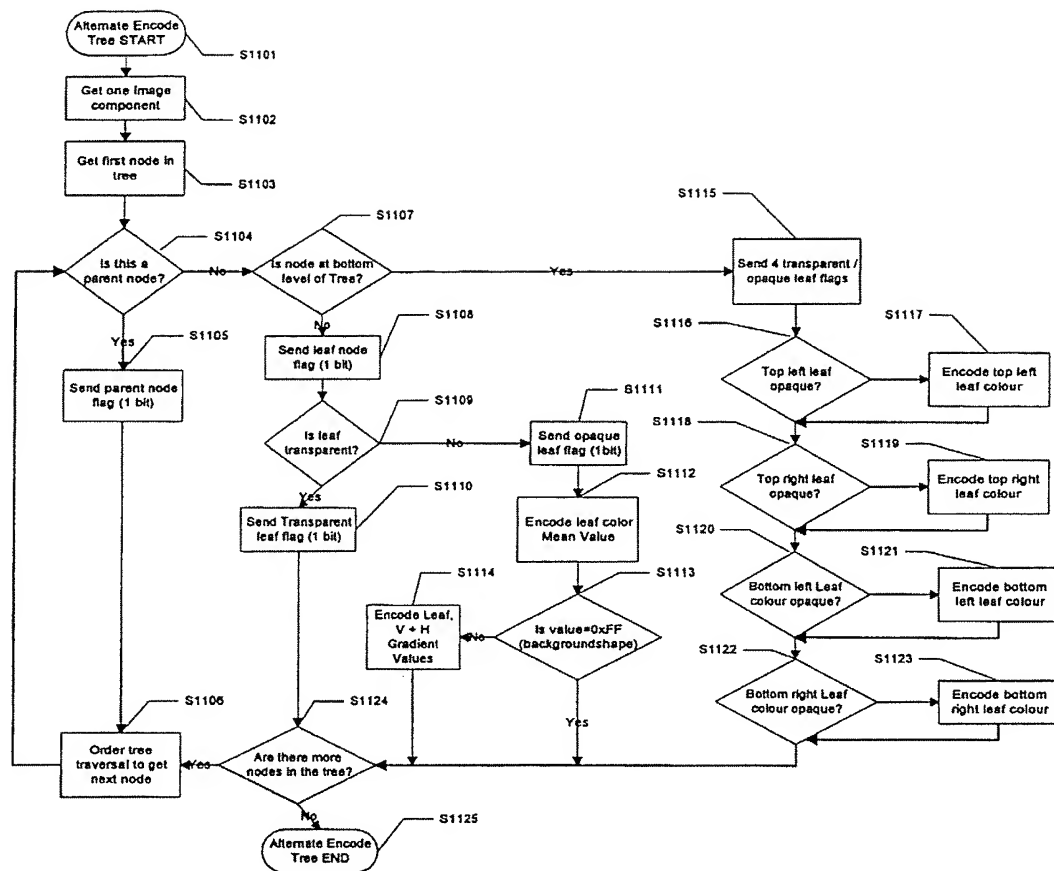 Alternate Encode
Tree START
S1101
Get one Image
component
S1102
Get first node in
tree
S1103
S1104
Is this a
parent node?
No
S1107
Is node at bottom
level of Tree?
Yes
S1115
Send 4 transparent /
opaque leaf flags
Yes
S1105
Send parent node
flag (1 bit)
No
S1108
Send leaf node
flag (1 bit)
S1109
Is leaf
transparent?
No
S1111
Send opaque
leaf flag (1bit)
Yes
S1110
Send Transparent
leaf flag (1 bit)
S1112
Encode leaf color
Mean Value
S1113
Is value=0xFF
(backgroundshape)
No
S1114
Encode Leaf,
V + H
Gradient
Values
Yes
S1116
Top left leaf
opaque?
S1117
Encode top left
leaf colour
S1118
Top right leaf
opaque?
S1119
Encode top right
leaf colour
S1120
Bottom left Leaf
colour opaque?
S1121
Encode bottom
left leaf colour
S1122
Bottom right Leaf
colour opaque?
S1123
Encode bottom
right leaf colour
S1106
Order tree
traversal to get
next node
Yes
S1124
Are there more
nodes in the tree?
No
S1125
Alternate Encode
Tree END